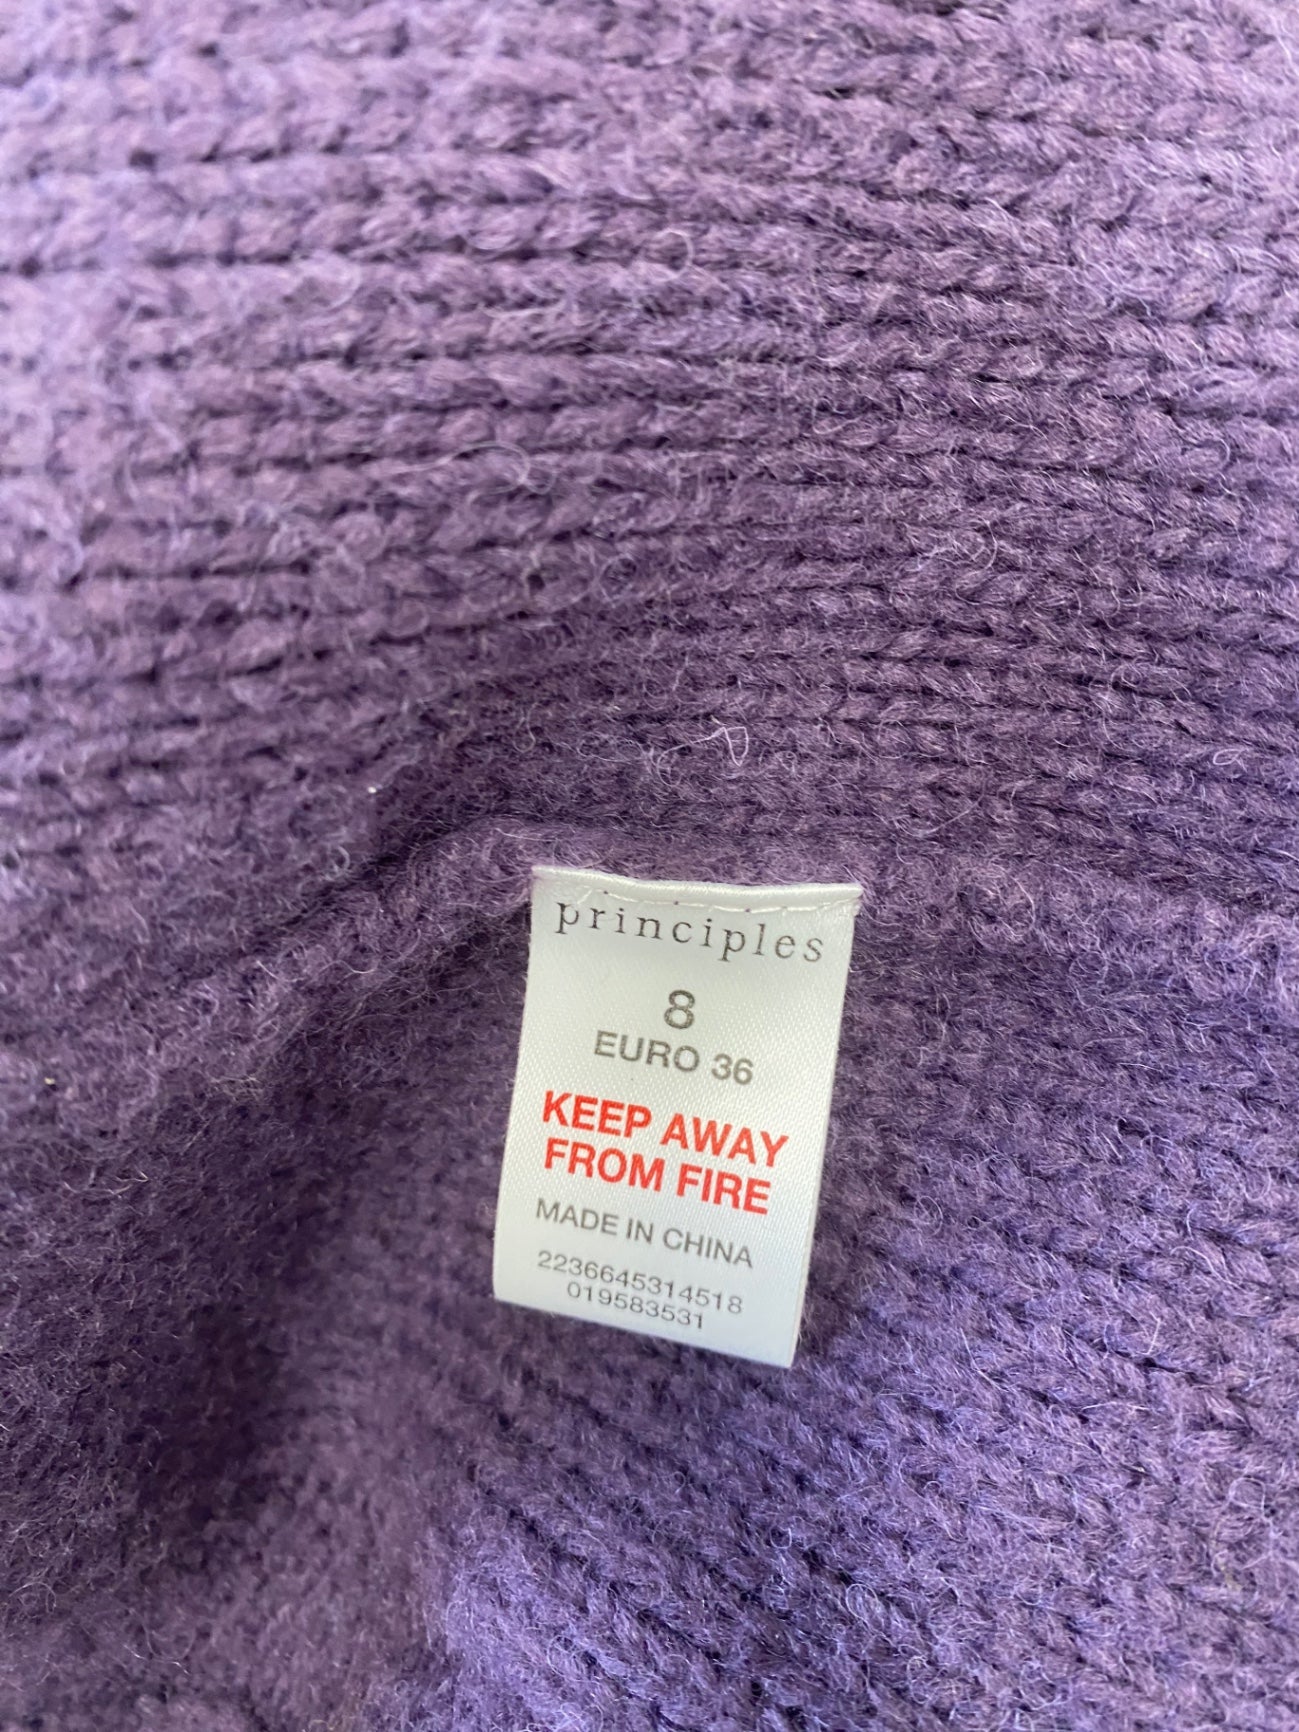 principles
8
EURO 36
KEEP AWAY
FROM FIRE
MADE IN CHINA
2236645314518
019583531